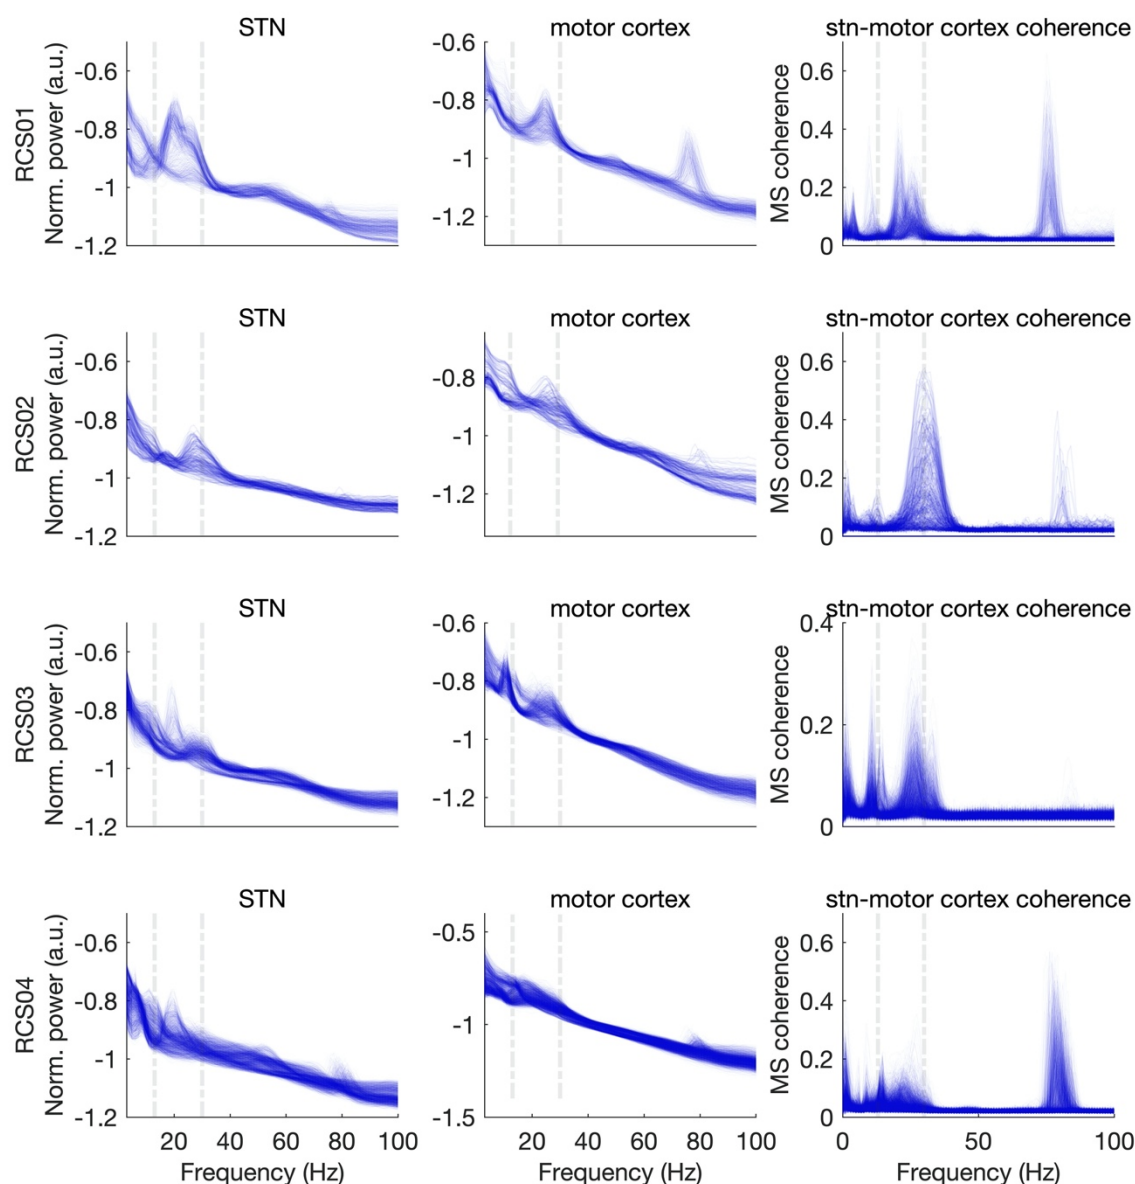 STN
motor cortex
stn-motor cortex coherence
RCS01
Norm. power (a.u.)
-0.6
-0.8
-1
-1.2
-0.6
-0.8
-1
-1.2
MS coherence
0.6
0.4
0.2
0
STN
motor cortex
stn-motor cortex coherence
RCS02
Norm. power (a.u.)
-0.6
-0.8
-1
-1.2
-0.8
-1
-1.2
MS coherence
0.6
0.4
0.2
0
STN
motor cortex
stn-motor cortex coherence
RCS03
Norm. power (a.u.)
-0.6
-0.8
-1
-1.2
-0.6
-0.8
-1
-1.2
MS coherence
0.4
0.2
0
STN
motor cortex
stn-motor cortex coherence
RCS04
Norm. power (a.u.)
-0.6
-0.8
-1
-1.2
-0.5
-1
-1.5
MS coherence
0.6
0.4
0.2
0
20 40 60 80 100
20 40 60 80 100
0 50 100
Frequency (Hz)
Frequency (Hz)
Frequency (Hz)